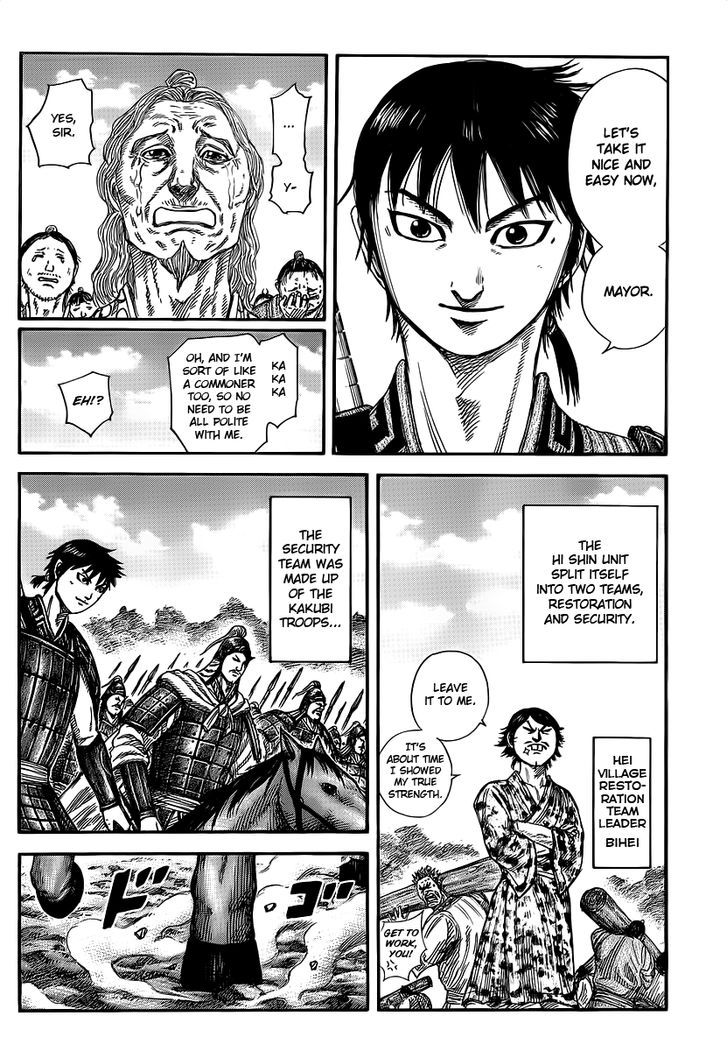 LET'S
TAKE IT
NICE AND
EASY NOW,
MAYOR.
...
Y-
YES,
SIR.
KA
KA
KA
OH, AND I'M
SORT OF LIKE
A COMMONER
TOO, SO NO
NEED TO BE
ALL POLITE
WITH ME.
EH!?
THE
HI SHIN UNIT
SPLIT ITSELF
INTO TWO TEAMS,
RESTORATION
AND SECURITY.
LEAVE
IT TO ME.
IT'S
ABOUT TIME
I SHOWED
MY TRUE
STRENGTH.
HEI
VILLAGE
RESTO-
RATION
TEAM
LEADER
BIHEI
GET TO
WORK,
YOU!
THE
SECURITY
TEAM WAS
MADE UP
OF THE
KAKUBI
TROOPS...
ドゴ